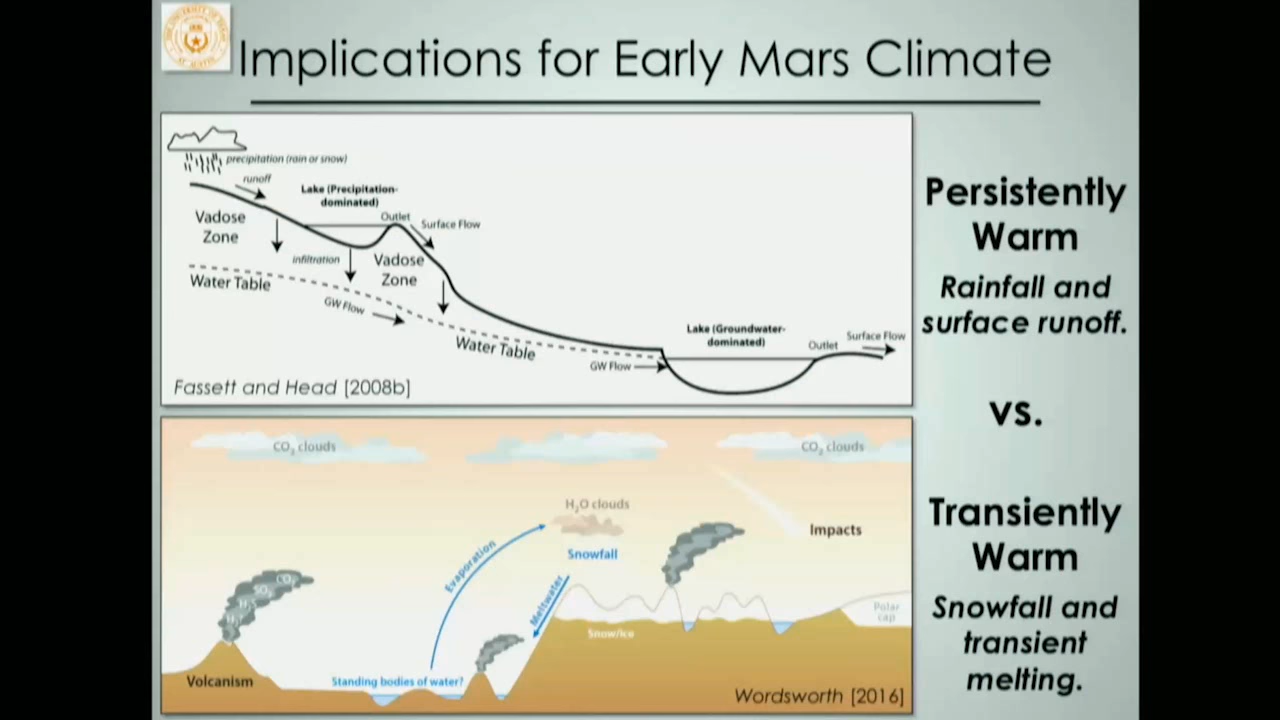 Implications for Early Mars Climate
precipitation (rain or snow)
runoff
Lake (Precipitation-
dominated)
Outlet
Surface Flow
Vadose
Zone
infiltration
Vadose
Zone
Water Table
GW Flow
Water Table
Lake (Groundwater-
dominated)
Outlet
Surface Flow
GW Flow
Fassett and Head [2008b]
Persistently
Warm
Rainfall and
surface runoff.
vs.
Transiently
Warm
Snowfall and
transient
melting.
CO₂ clouds
CO₂ clouds
H₂O clouds
Impacts
Evaporation
Snowfall
Meltwater
CO₂
SO₂
Polar
cap
Snow/ice
Volcanism
Standing bodies of water?
Wordsworth [2016]